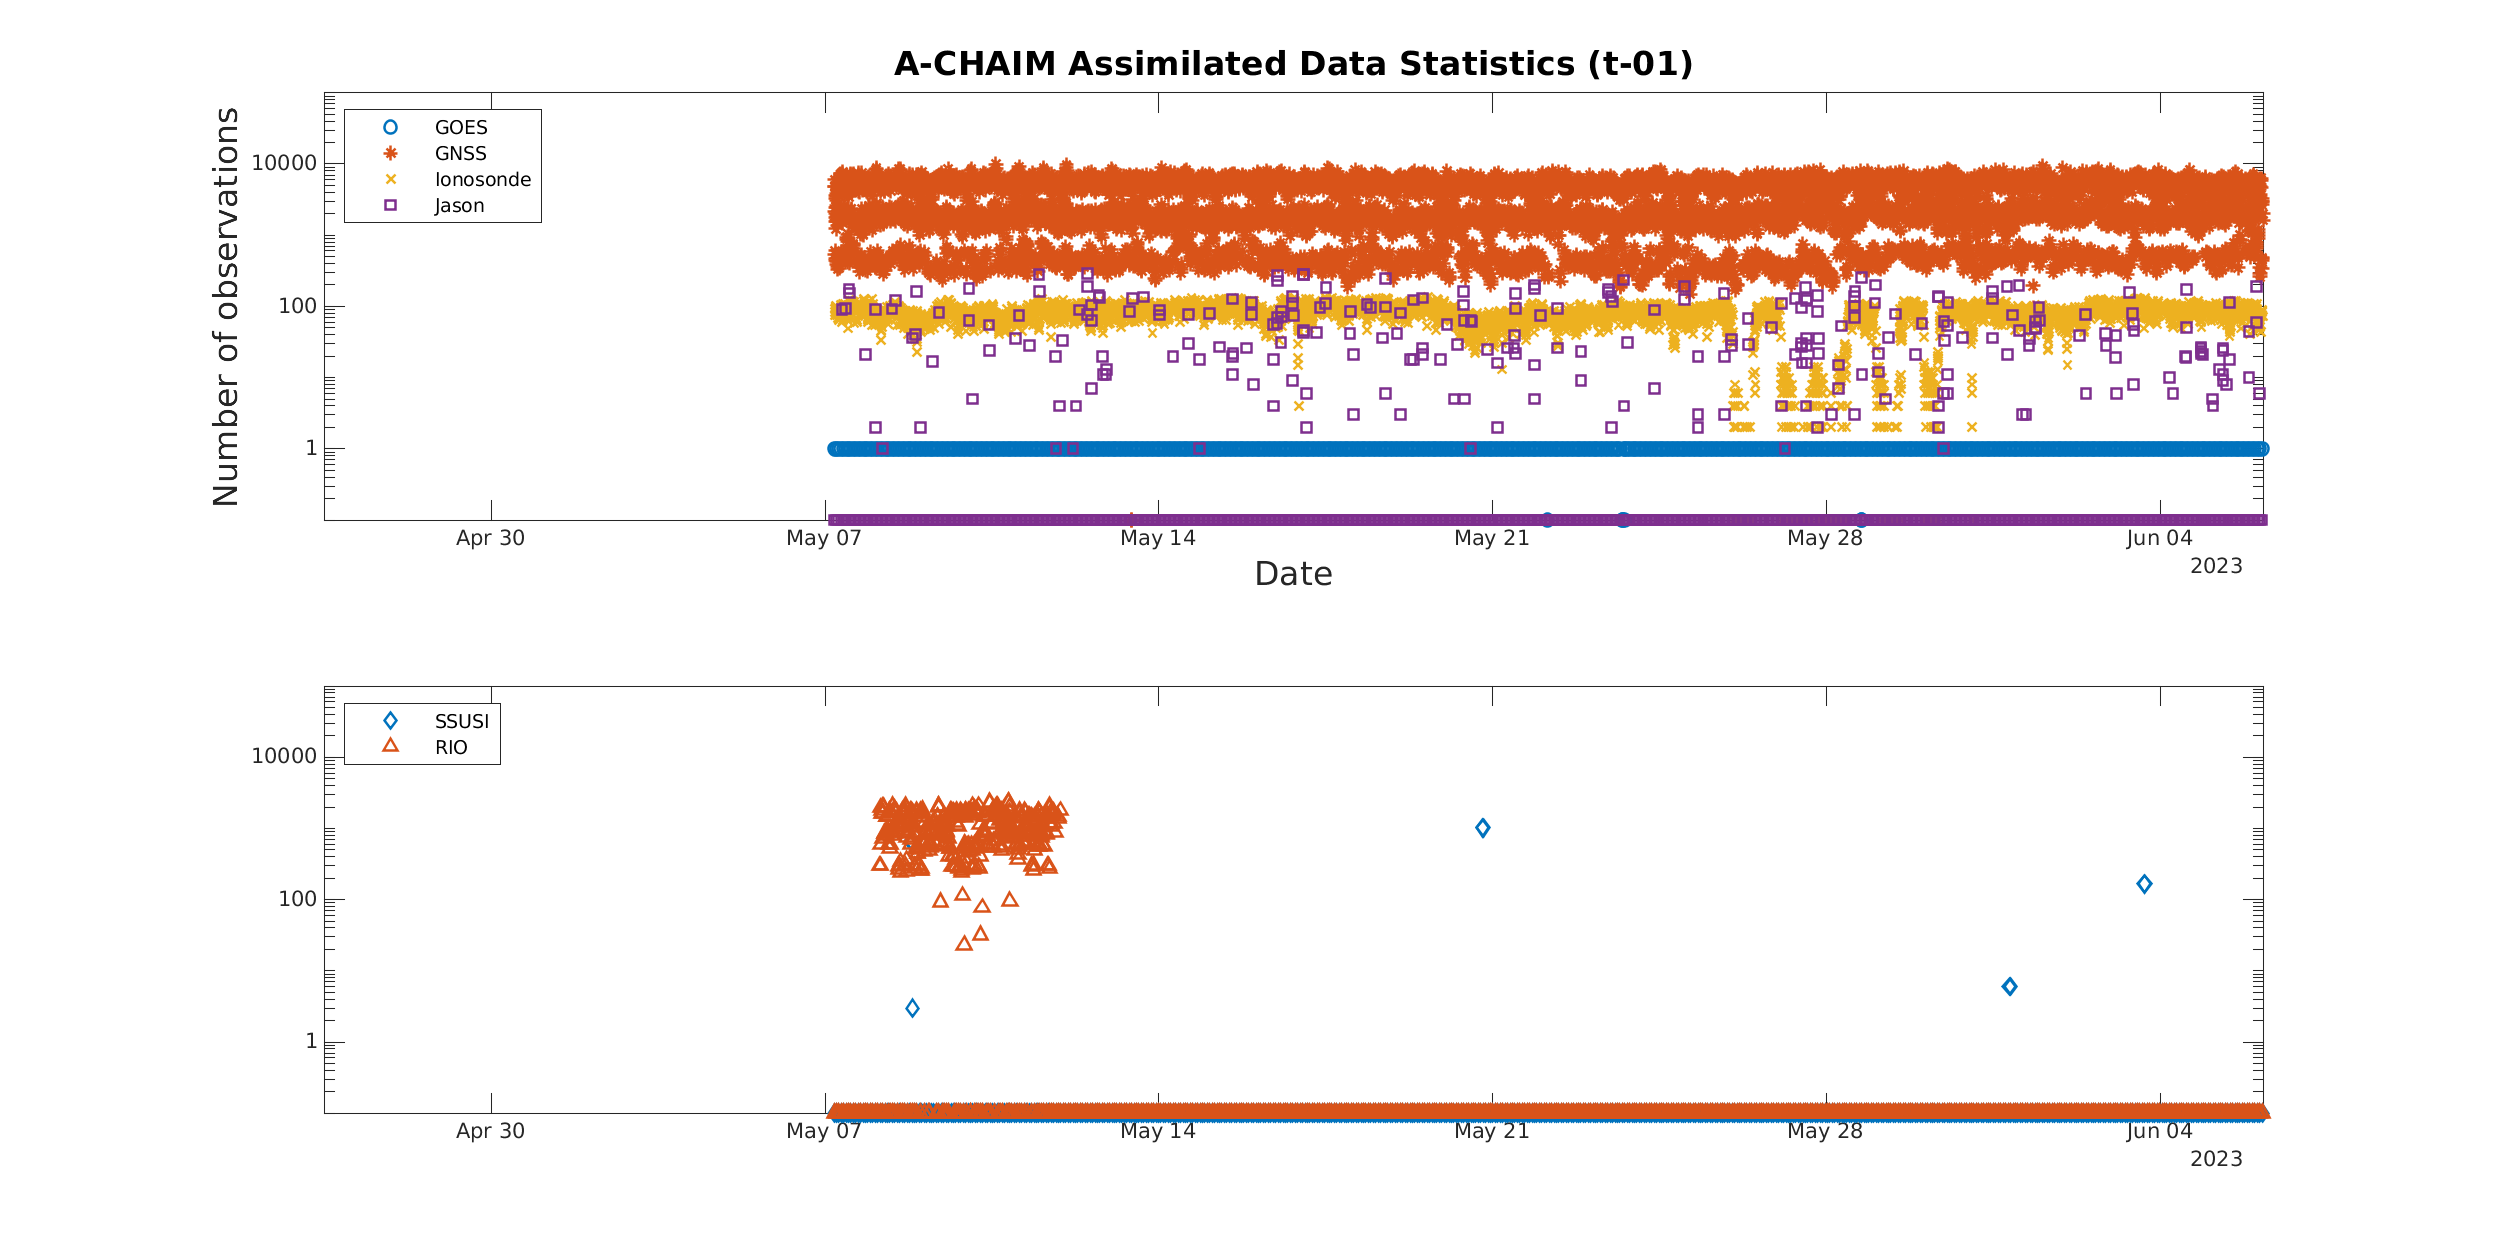 A-CHAIM Assimilated Data Statistics (t-01)
Number of observations
10000
100
1
GOES
GNSS
Ionosonde
Jason
Apr 30
May 07
May 14
May 21
May 28
Jun 04
2023
Date
10000
100
1
SSUSI
RIO
Apr 30
May 07
May 14
May 21
May 28
Jun 04
2023